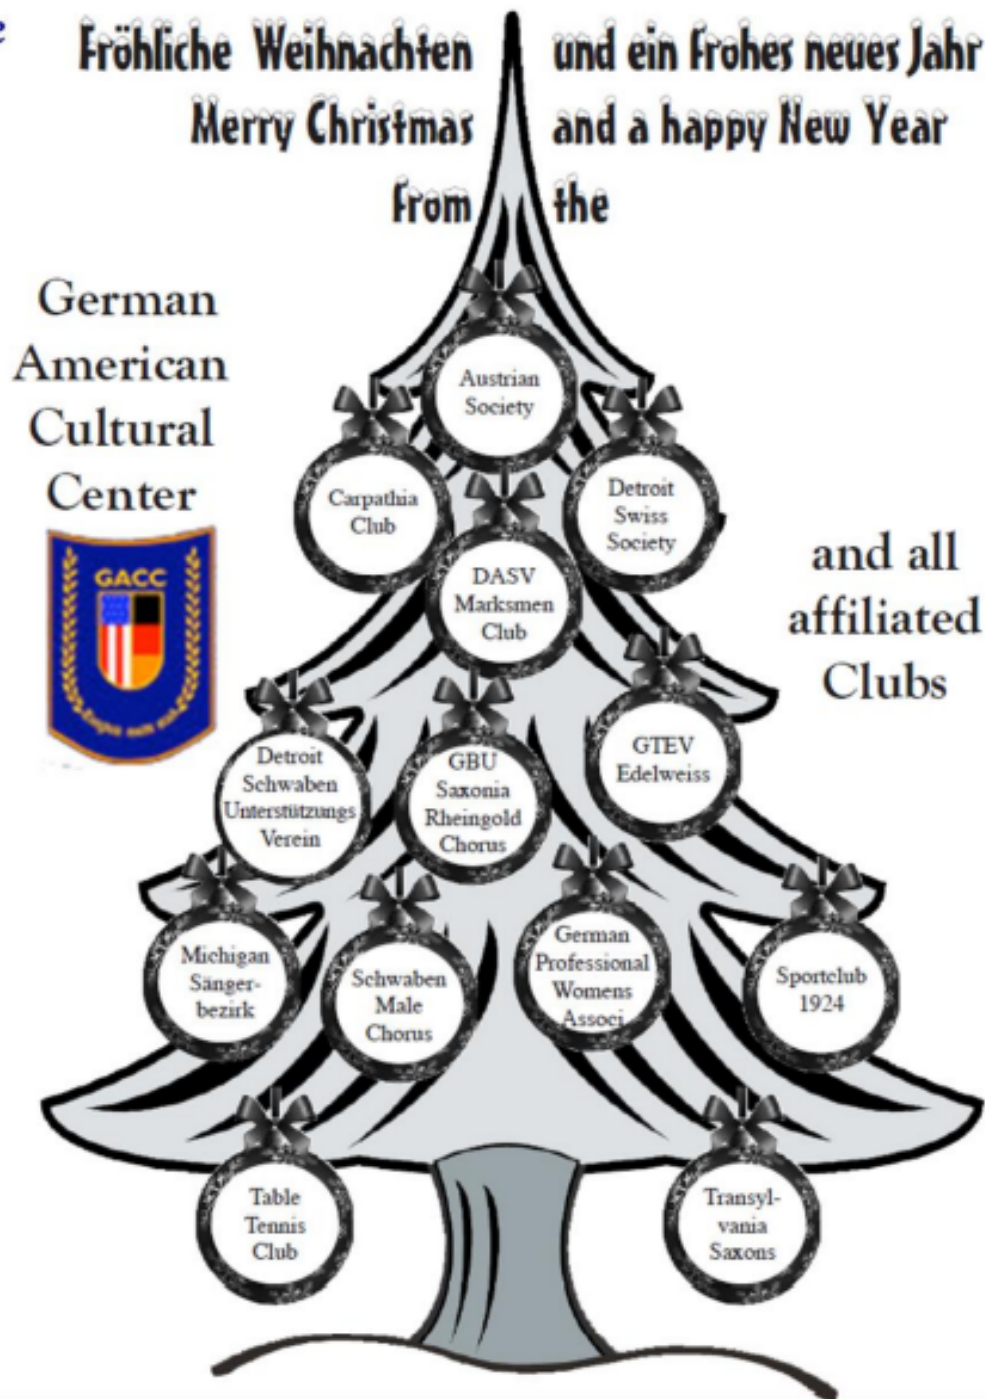 Fröhliche Weihnachten und ein frohes neues Jahr
Merry Christmas and a happy New Year
from the
German
American
Cultural
Center
GACC
and all
affiliated
Clubs
Austrian
Society
Carpathia
Club
Detroit
Swiss
Society
DASV
Marksmen
Club
Detroit
Schwaben
Unterstützungs
Verein
GBU
Saxonia
Rheingold
Chorus
GTEV
Edelweiss
Michigan
Sänger-
bezirk
Schwaben
Male
Chorus
German
Professional
Womens
Associ
Sportclub
1924
Table
Tennis
Club
Transyl-
vania
Saxons